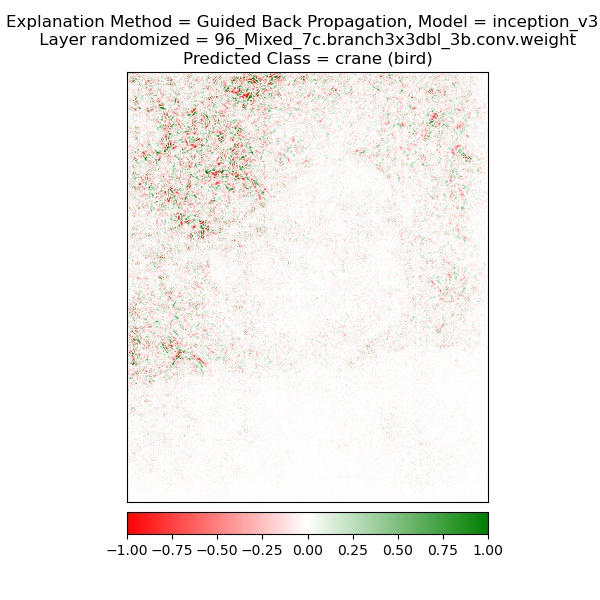 Explanation Method = Guided Back Propagation, Model = inception_v3
Layer randomized = 96_Mixed_7c.branch3x3dbl_3b.conv.weight
Predicted Class = crane (bird)
−1.00 −0.75 −0.50 −0.25 0.00 0.25 0.50 0.75 1.00